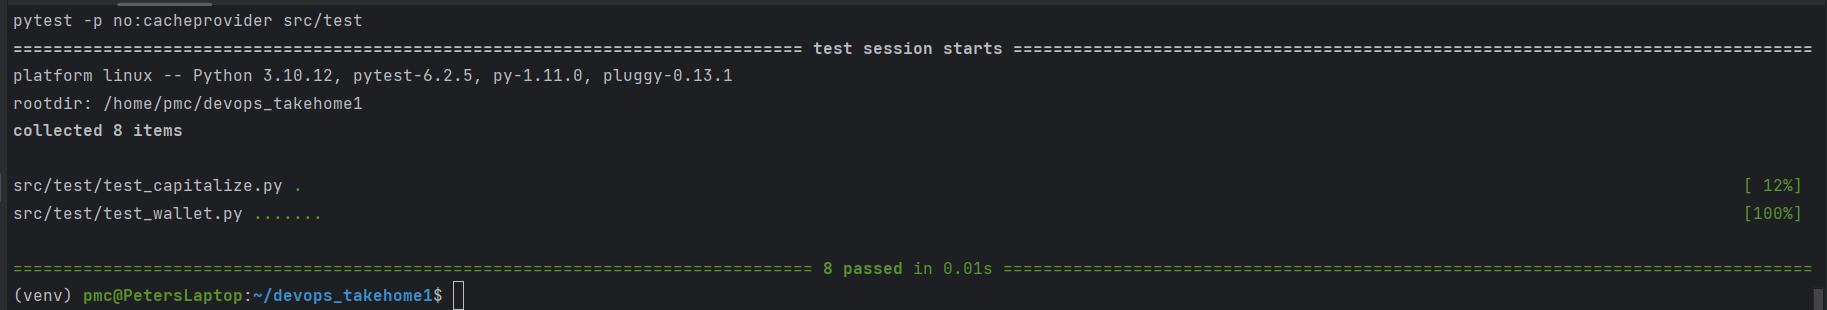 pytest -p no:cacheprovider src/test
=============================================================================== test session starts ================================================================================
platform linux -- Python 3.10.12, pytest-6.2.5, py-1.11.0, pluggy-0.13.1
rootdir: /home/pmc/devops_takehome1
collected 8 items
src/test/test_capitalize.py . [ 12%]
src/test/test_wallet.py ....... [100%]
================================================================================ 8 passed in 0.01s =================================================================================
(venv) pmc@PetersLaptop:~/devops_takehome1$